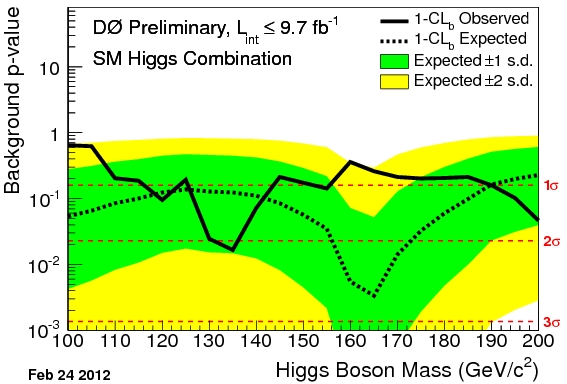 DØ Preliminary, L_int ≤ 9.7 fb⁻¹
SM Higgs Combination
1-CL_b Observed
1-CL_b Expected
Expected ±1 s.d.
Expected ±2 s.d.
Background p-value
10
1
10⁻¹
10⁻²
10⁻³
1σ
2σ
3σ
100 110 120 130 140 150 160 170 180 190 200
Higgs Boson Mass (GeV/c²)
Feb 24 2012